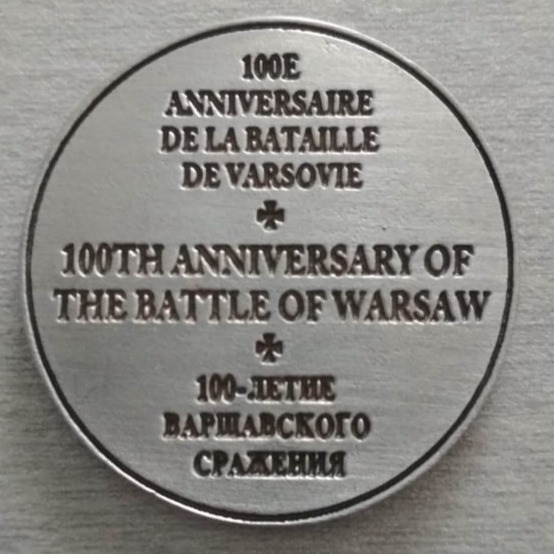 100E
ANNIVERSAIRE
DE LA BATAILLE
DE VARSOVIE
100TH ANNIVERSARY OF
THE BATTLE OF WARSAW
100-ЛЕТИЕ
ВАРШАВСКОГО
СРАЖЕНИЯ